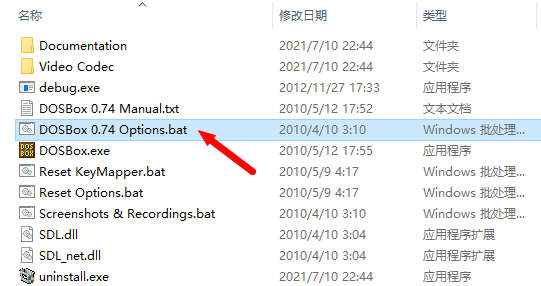 名称 修改日期 类型
Documentation 2021/7/10 22:44 文件夹
Video Codec 2021/7/10 22:44 文件夹
debug.exe 2012/11/27 17:33 应用程序
DOSBox 0.74 Manual.txt 2010/5/12 17:52 文本文档
DOSBox 0.74 Options.bat 2010/4/10 3:10 Windows 批处理...
DOSBox.exe 2010/5/12 17:55 应用程序
Reset KeyMapper.bat 2010/5/9 4:17 Windows 批处理...
Reset Options.bat 2010/5/9 4:17 Windows 批处理...
Screenshots & Recordings.bat 2010/4/10 3:10 Windows 批处理...
SDL.dll 2010/4/10 3:04 应用程序扩展
SDL_net.dll 2010/4/10 3:04 应用程序扩展
uninstall.exe 2021/7/10 22:44 应用程序